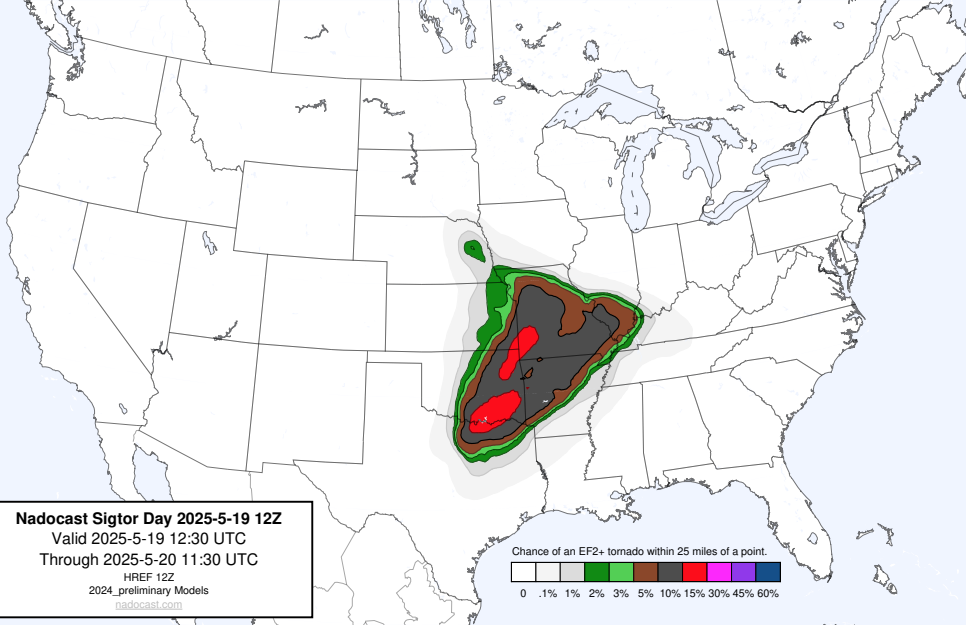 Nadocast Sigtor Day 2025-5-19 12Z
Valid 2025-5-19 12:30 UTC
Through 2025-5-20 11:30 UTC
HREF 12Z
2024_preliminary Models
nadocast.com
Chance of an EF2+ tornado within 25 miles of a point.
0 .1% 1% 2% 3% 5% 10% 15% 30% 45% 60%